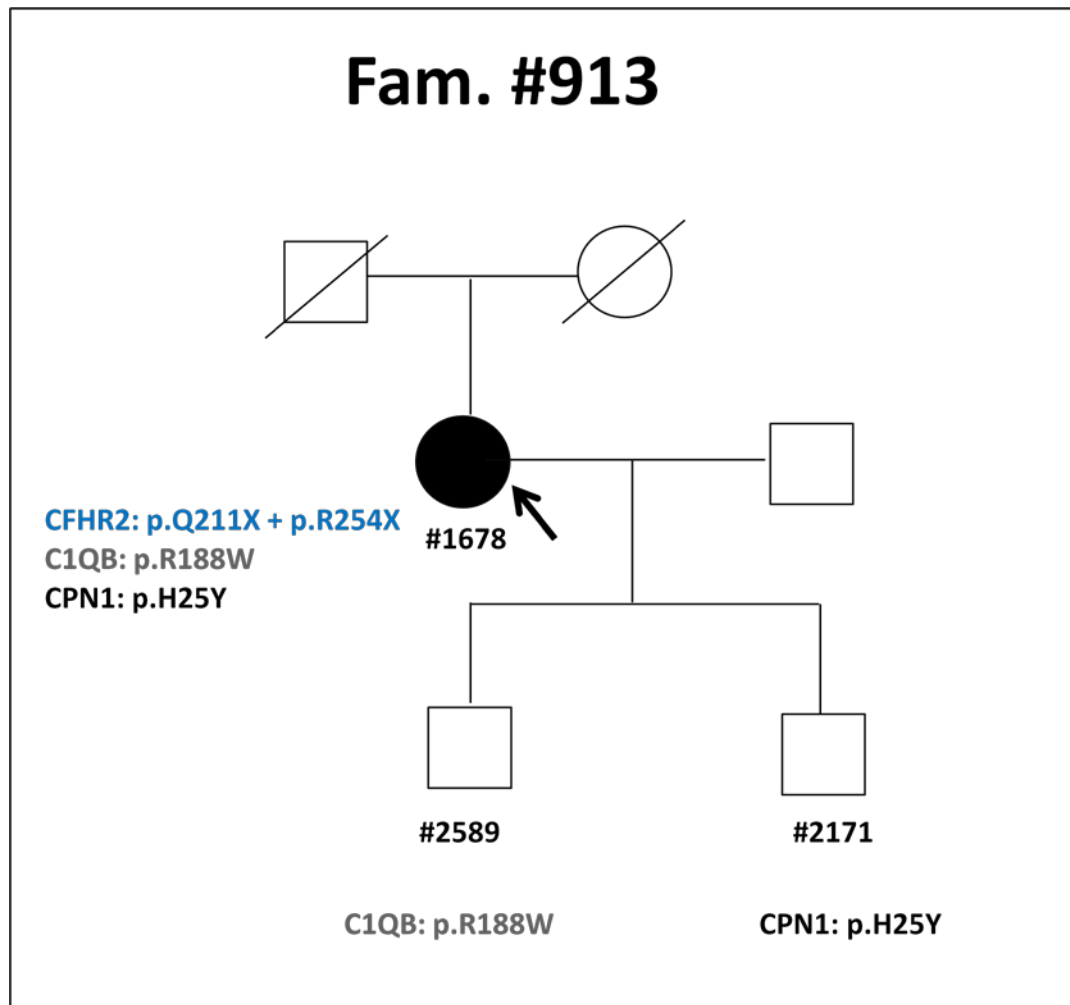 Fam. #913
CFHR2: p.Q211X + p.R254X
#1678
C1QB: p.R188W
CPN1: p.H25Y
#2589
#2171
C1QB: p.R188W
CPN1: p.H25Y